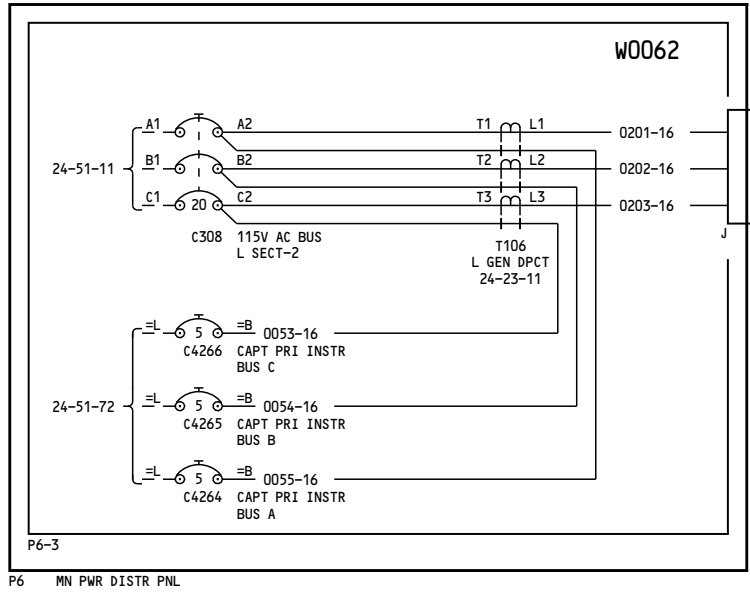 W0062
A1 A2 T1 L1 0201-16
B1 B2 T2 L2 0202-16
24-51-11
C1 20 C2 T3 L3 0203-16
J
C308 115V AC BUS
L SECT-2
T106
L GEN DPCT
24-23-11
=L 5 =B 0053-16
C4266 CAPT PRI INSTR
BUS C
24-51-72
=L 5 =B 0054-16
C4265 CAPT PRI INSTR
BUS B
=L 5 =B 0055-16
C4264 CAPT PRI INSTR
BUS A
P6-3
P6 MN PWR DISTR PNL